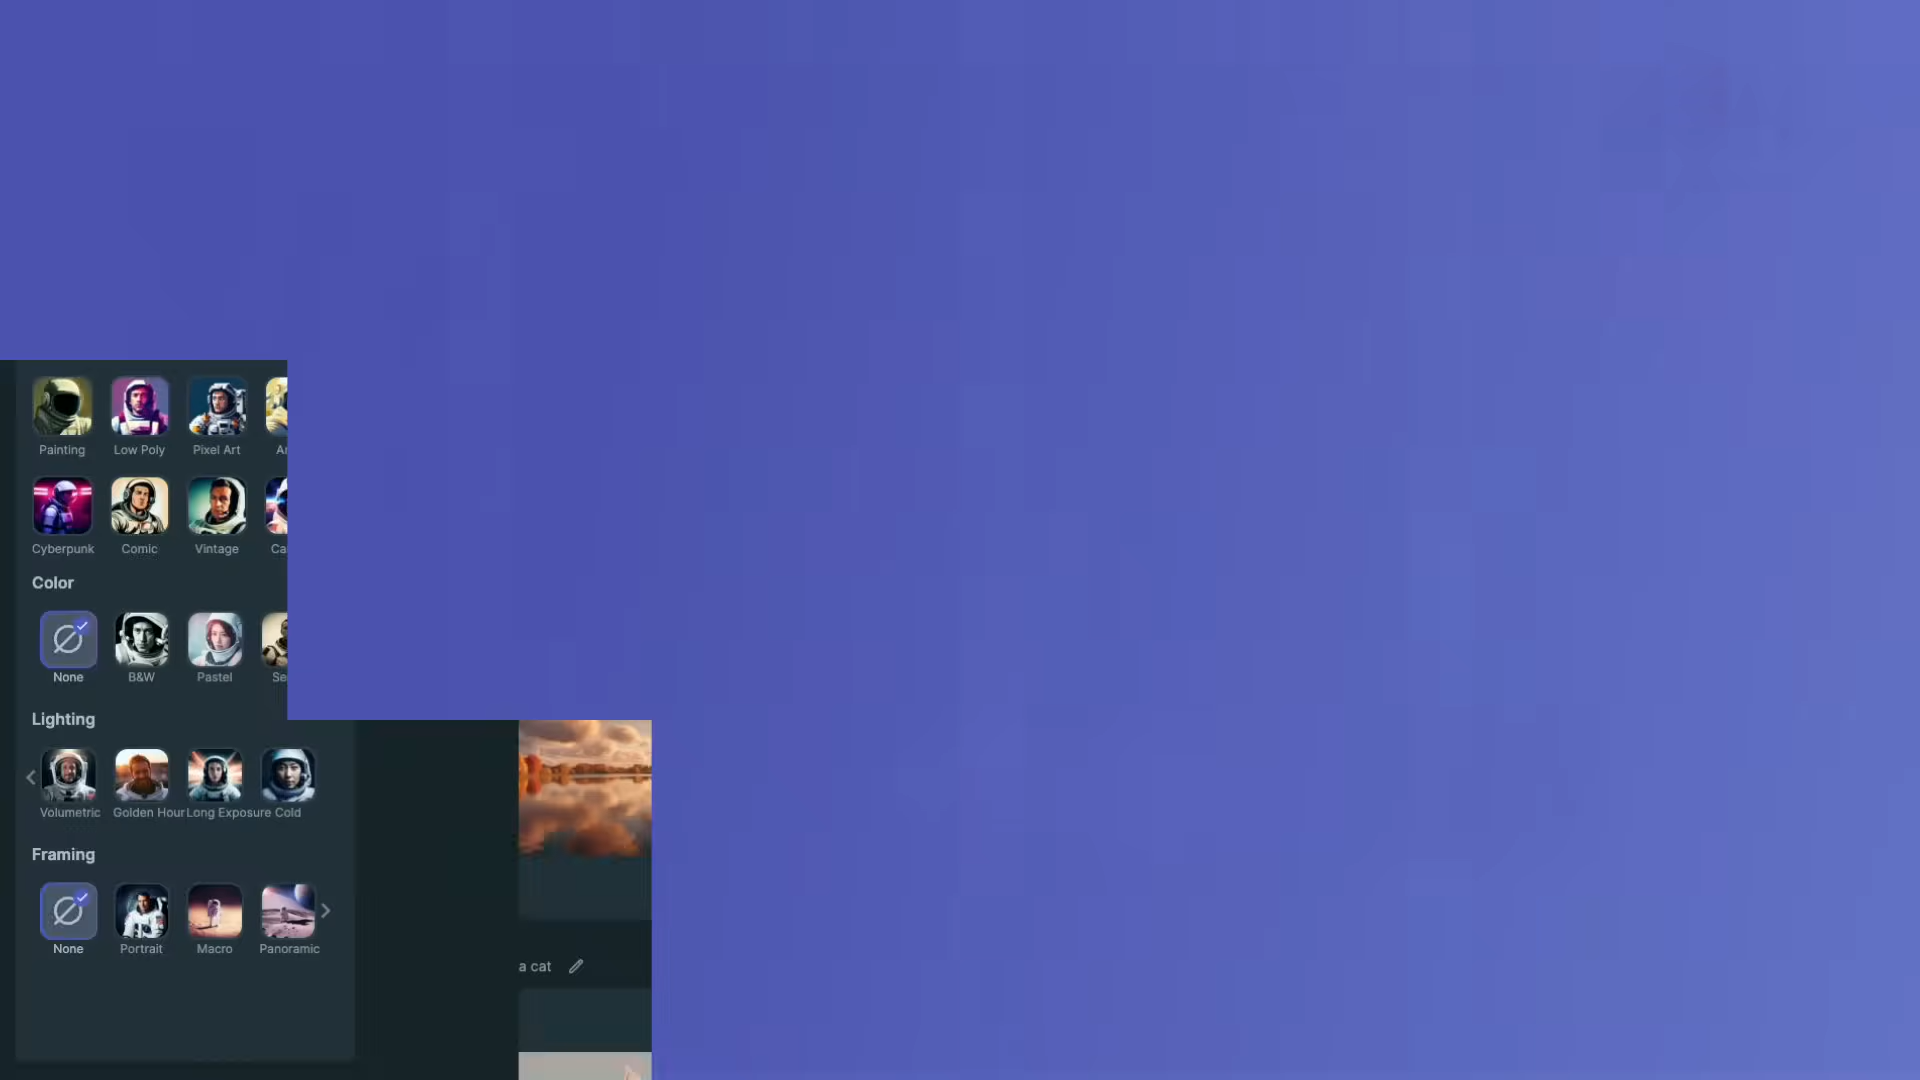 Painting Low Poly Pixel Art
Cyberpunk Comic Vintage
Color
None B&W Pastel
Lighting
Volumetric Golden Hour Long Exposure Cold
Framing
None Portrait Macro Panoramic
a cat